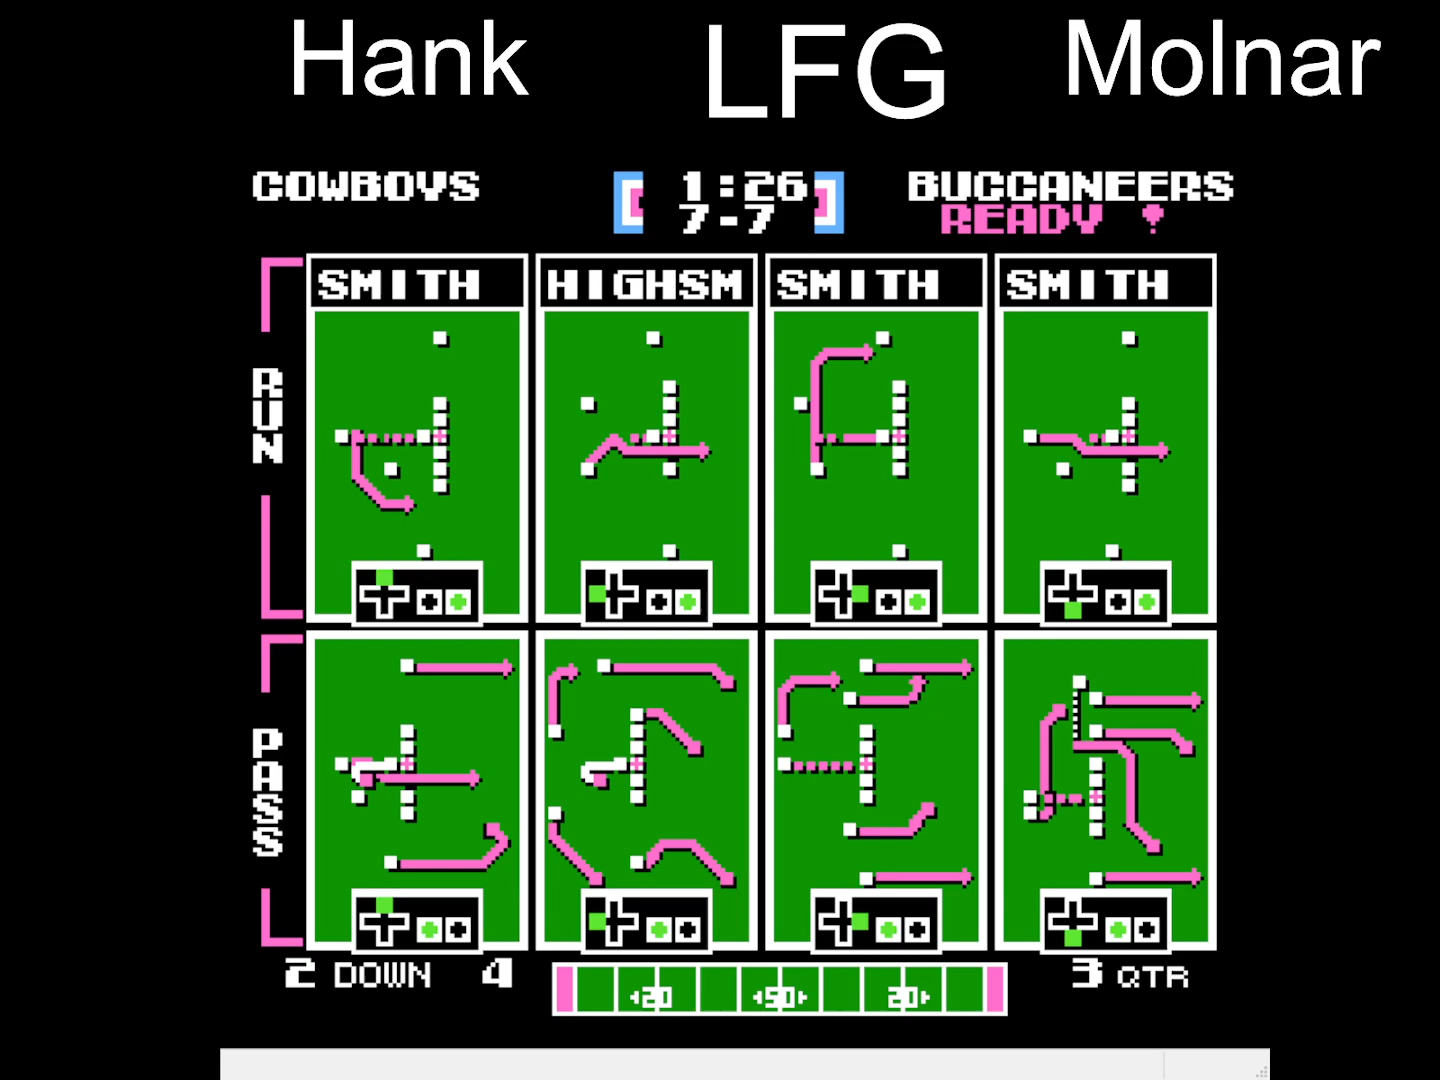 Hank LFG Molnar
COWBOYS 1:26 BUCCANEERS
7-7 READY !
SMITH HIGHSM SMITH SMITH
RUN
PASS
2 DOWN 4 3 QTR
◂20 ◂50▸ 20▸